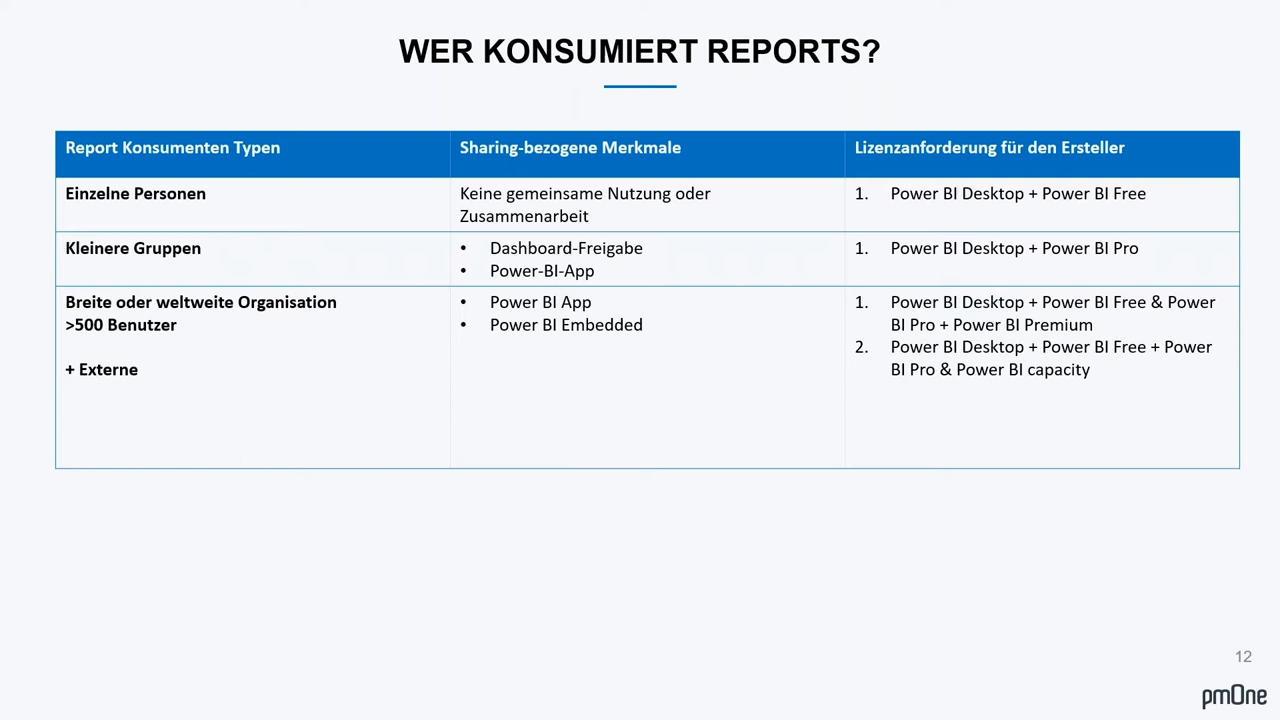 WER KONSUMIERT REPORTS?
Report Konsumenten Typen
Sharing-bezogene Merkmale
Lizenzanforderung für den Ersteller
Einzelne Personen
Keine gemeinsame Nutzung oder
Zusammenarbeit
1. Power BI Desktop + Power BI Free
Kleinere Gruppen
• Dashboard-Freigabe
• Power-BI-App
1. Power BI Desktop + Power BI Pro
Breite oder weltweite Organisation
>500 Benutzer
+ Externe
• Power BI App
• Power BI Embedded
1. Power BI Desktop + Power BI Free & Power
BI Pro + Power BI Premium
2. Power BI Desktop + Power BI Free + Power
BI Pro & Power BI capacity
12
pmOne